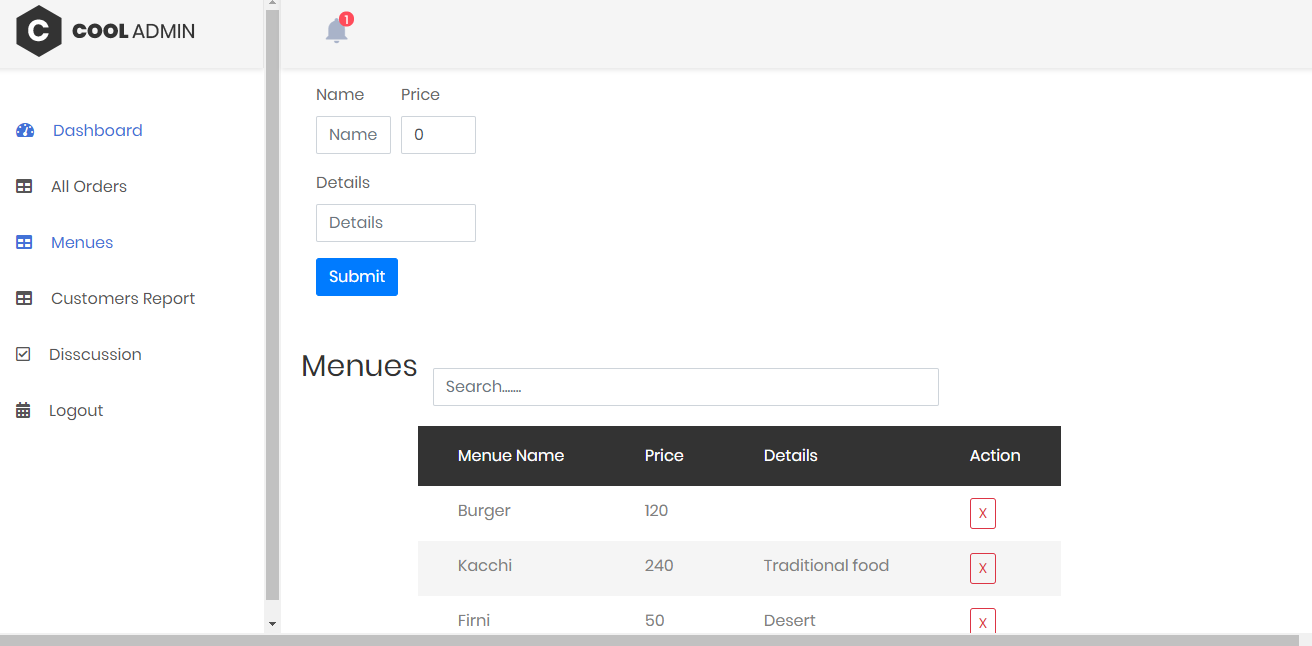 C COOL ADMIN
1
Dashboard
All Orders
Menues
Customers Report
Disscussion
Logout
Name Price
Name 0
Details
Details
Submit
Menues
Search.......
Menue Name Price Details Action
Burger 120 X
Kacchi 240 Traditional food X
Firni 50 Desert X